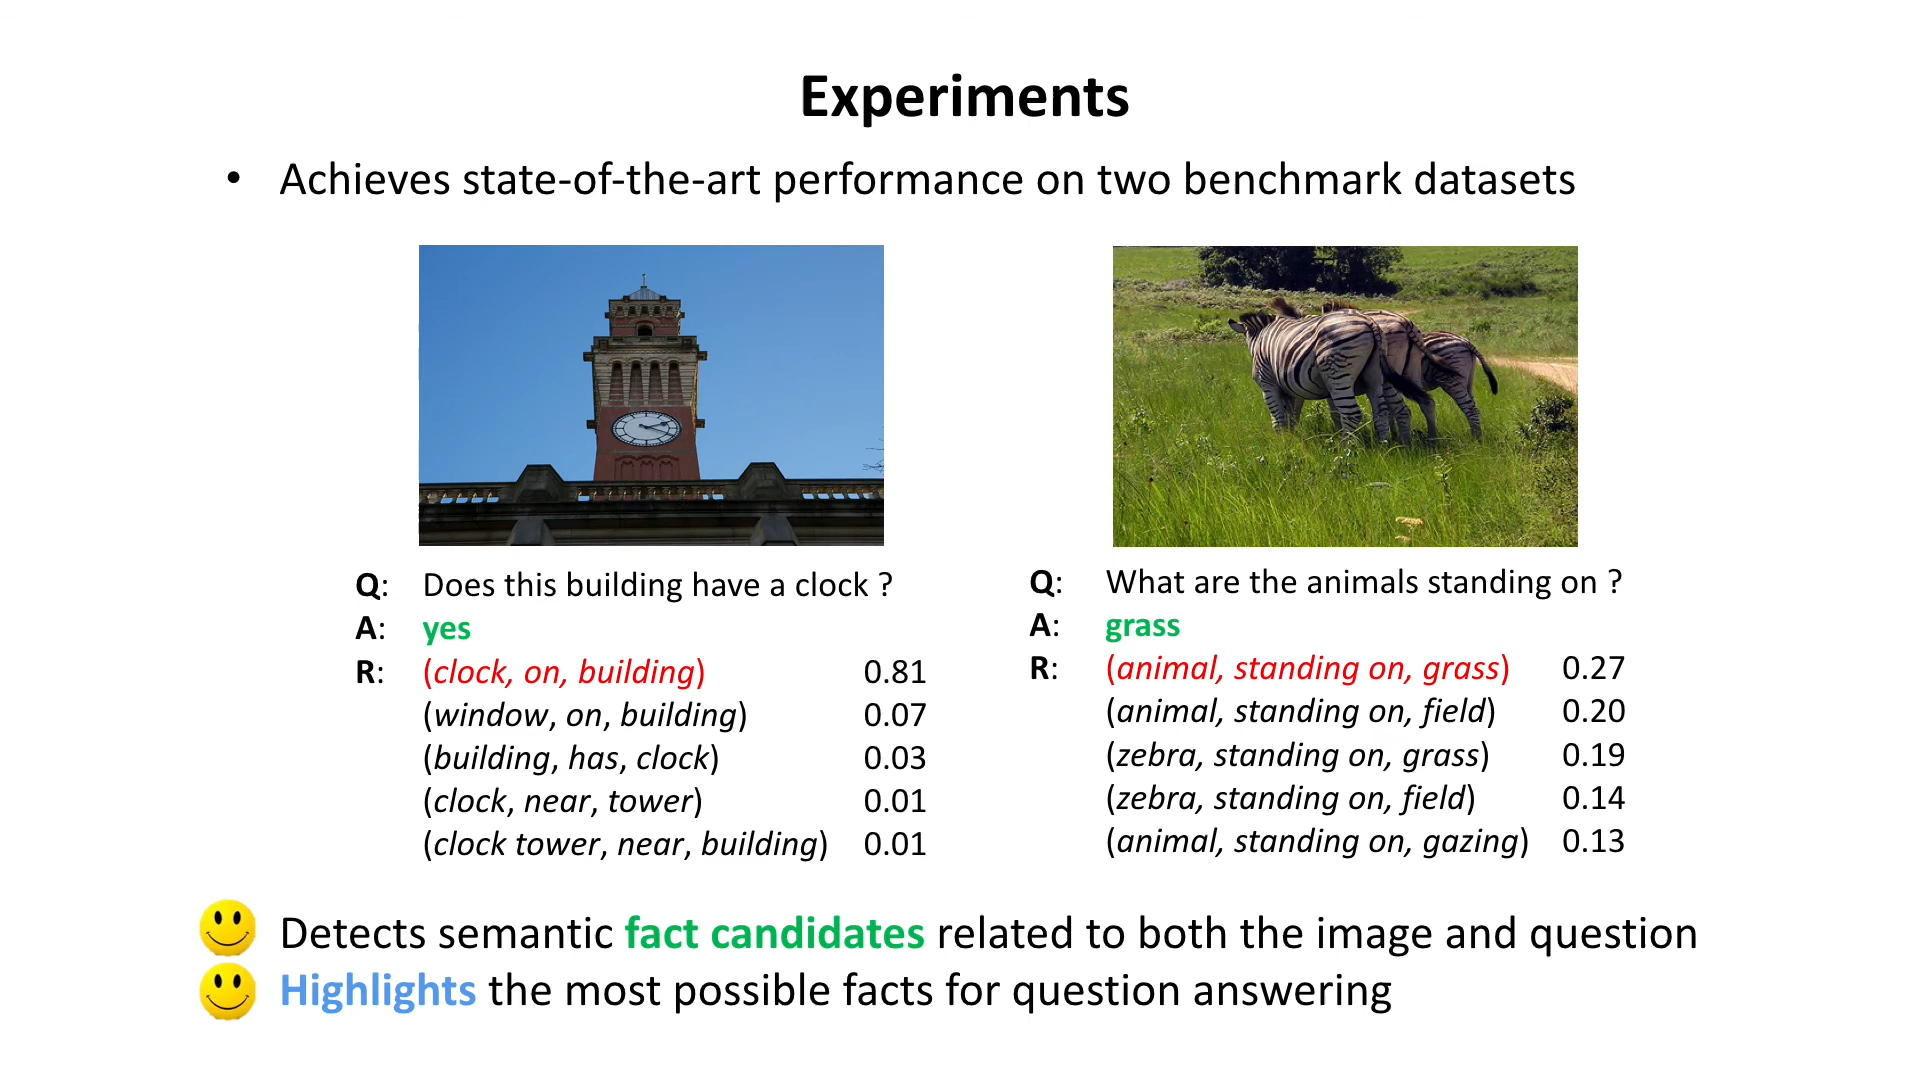 Experiments
• Achieves state-of-the-art performance on two benchmark datasets
Q: Does this building have a clock ?
A: yes
R: (clock, on, building) 0.81
(window, on, building) 0.07
(building, has, clock) 0.03
(clock, near, tower) 0.01
(clock tower, near, building) 0.01
Q: What are the animals standing on ?
A: grass
R: (animal, standing on, grass) 0.27
(animal, standing on, field) 0.20
(zebra, standing on, grass) 0.19
(zebra, standing on, field) 0.14
(animal, standing on, gazing) 0.13
Detects semantic fact candidates related to both the image and question
Highlights the most possible facts for question answering